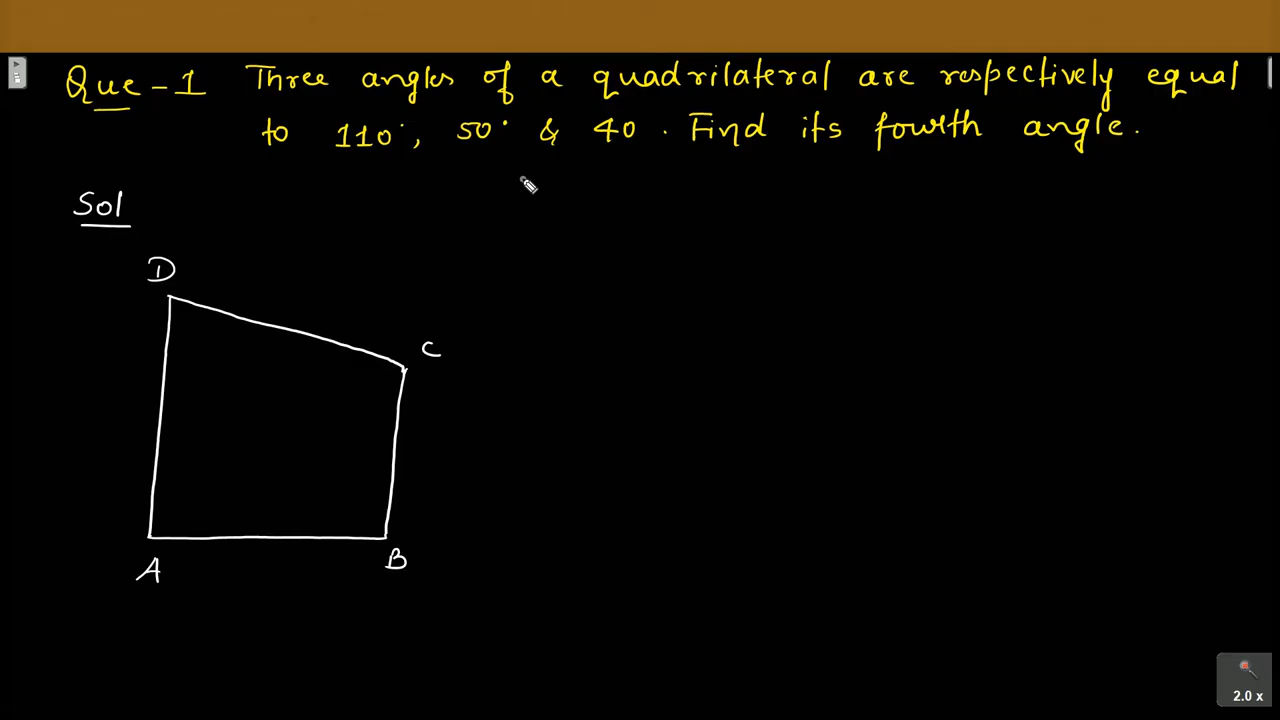 Que - 1 Three angles of a quadrilateral are respectively equal
to 110°, 50° & 40 . Find its fourth angle.
Sol
D
C
A
B
2.0 x